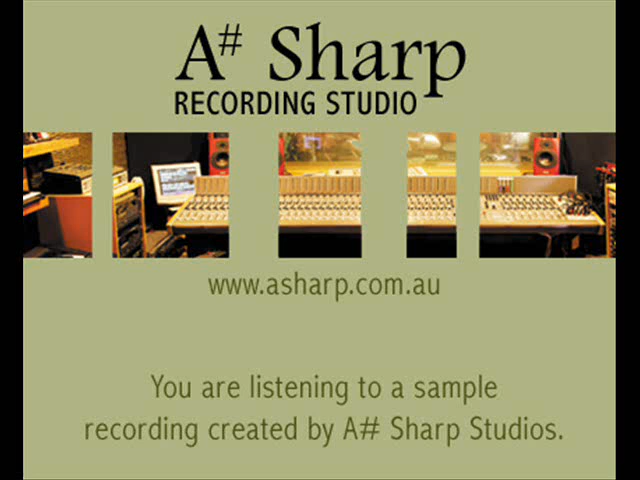 A# Sharp
RECORDING STUDIO
www.asharp.com.au
You are listening to a sample
recording created by A# Sharp Studios.